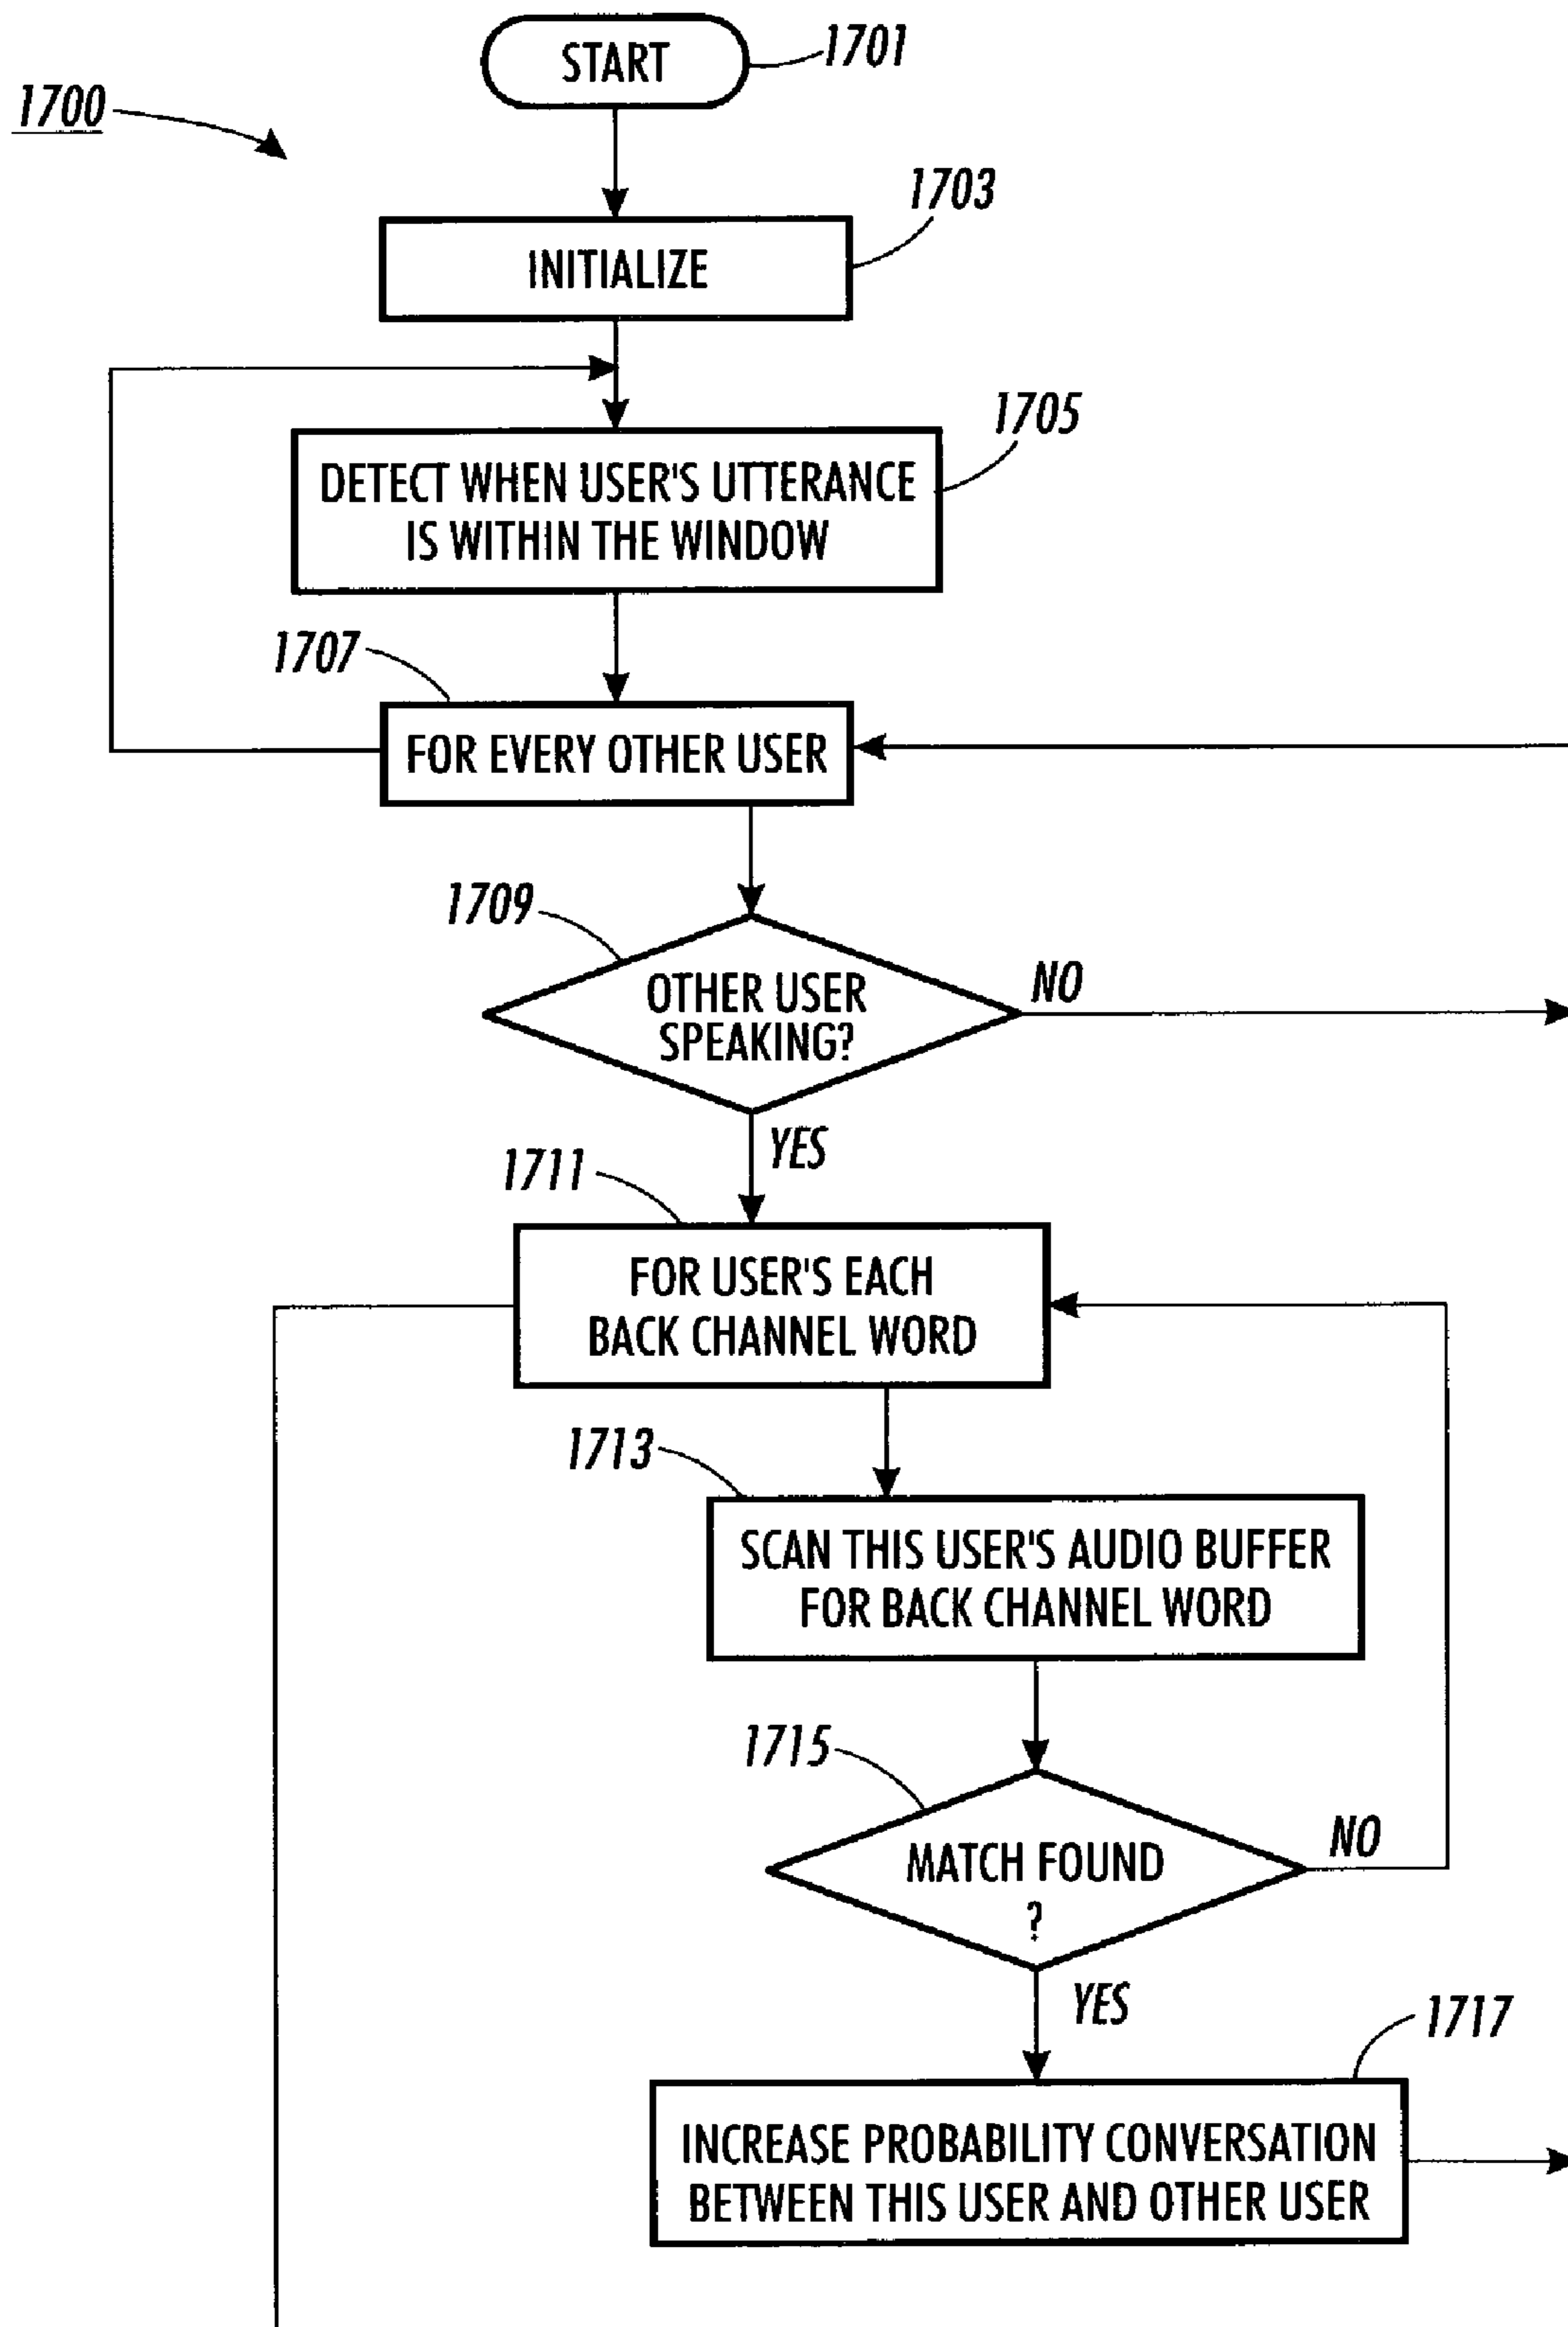 START
1701
1700
1703
INITIALIZE
1705
DETECT WHEN USER'S UTTERANCE
IS WITHIN THE WINDOW
1707
FOR EVERY OTHER USER
1709
OTHER USER
SPEAKING?
NO
YES
1711
FOR USER'S EACH
BACK CHANNEL WORD
1713
SCAN THIS USER'S AUDIO BUFFER
FOR BACK CHANNEL WORD
1715
MATCH FOUND
?
NO
YES
1717
INCREASE PROBABILITY CONVERSATION
BETWEEN THIS USER AND OTHER USER